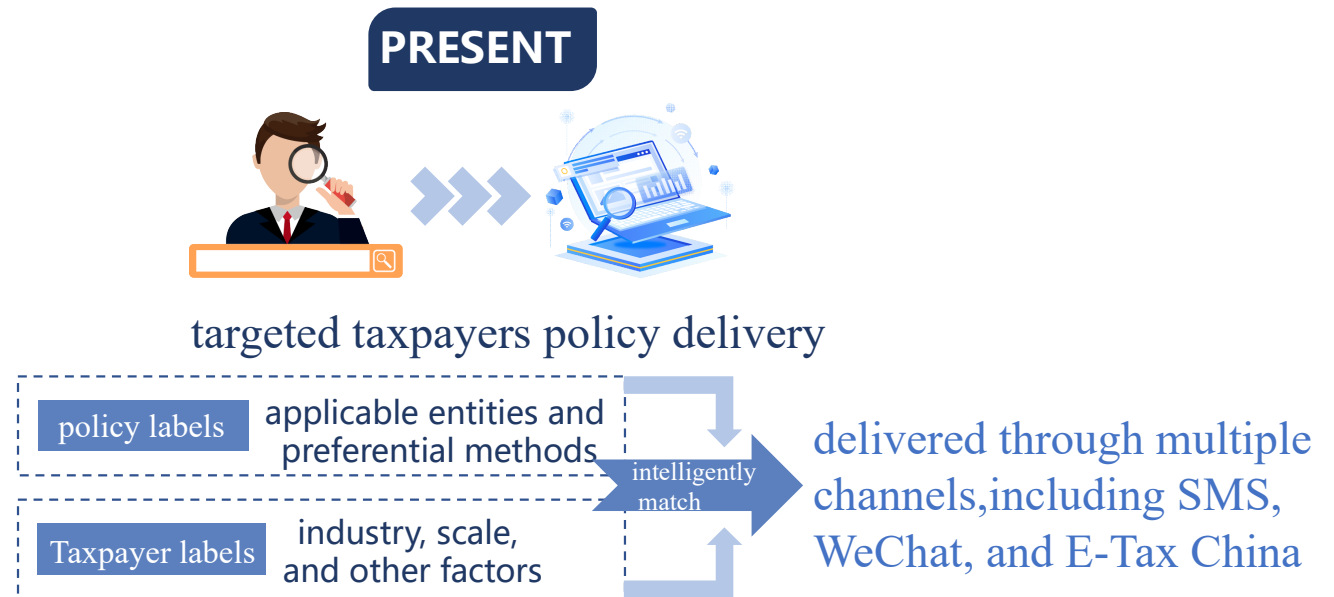 PRESENT
targeted taxpayers policy delivery
policy labels
applicable entities and
preferential methods
Taxpayer labels
industry, scale,
and other factors
intelligently
match
delivered through multiple
channels,including SMS,
WeChat, and E-Tax China